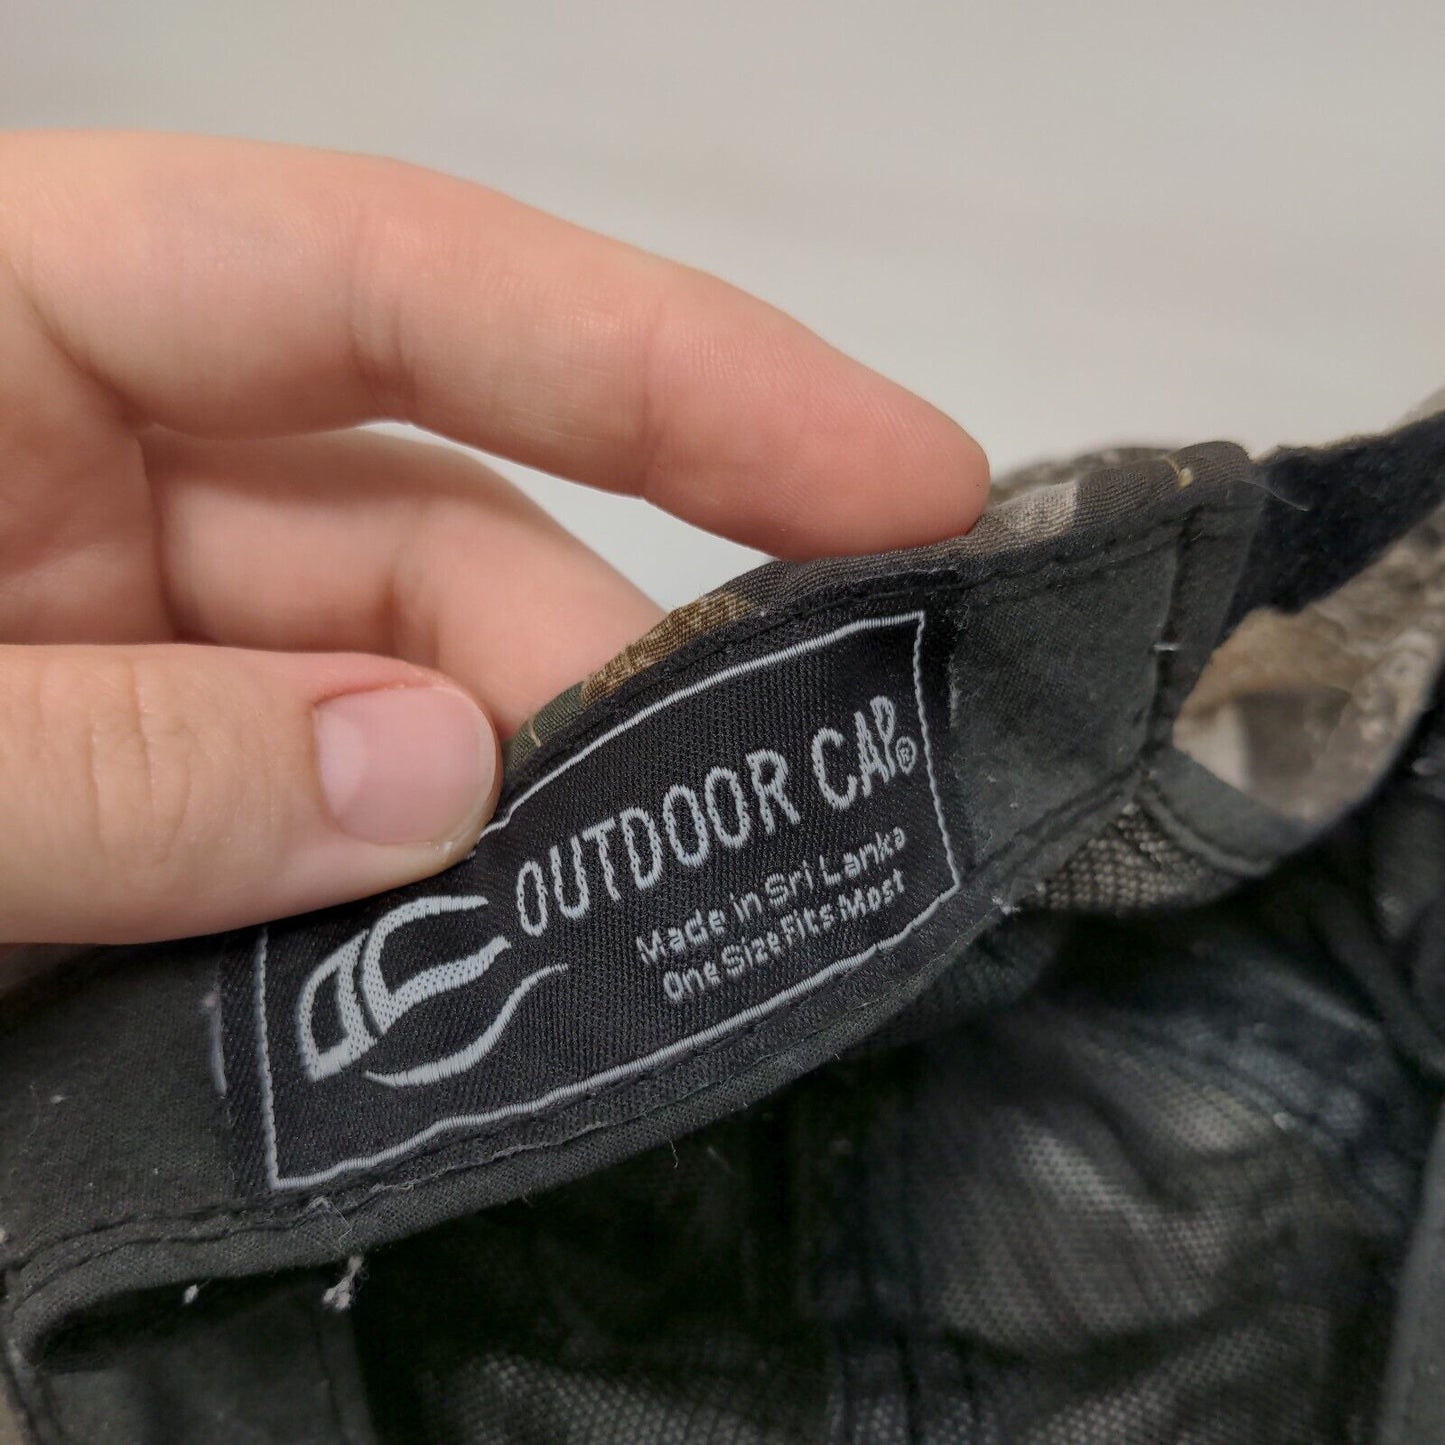 OUTDOOR CAP®
Made in Sri Lanka
One Size Fits Most